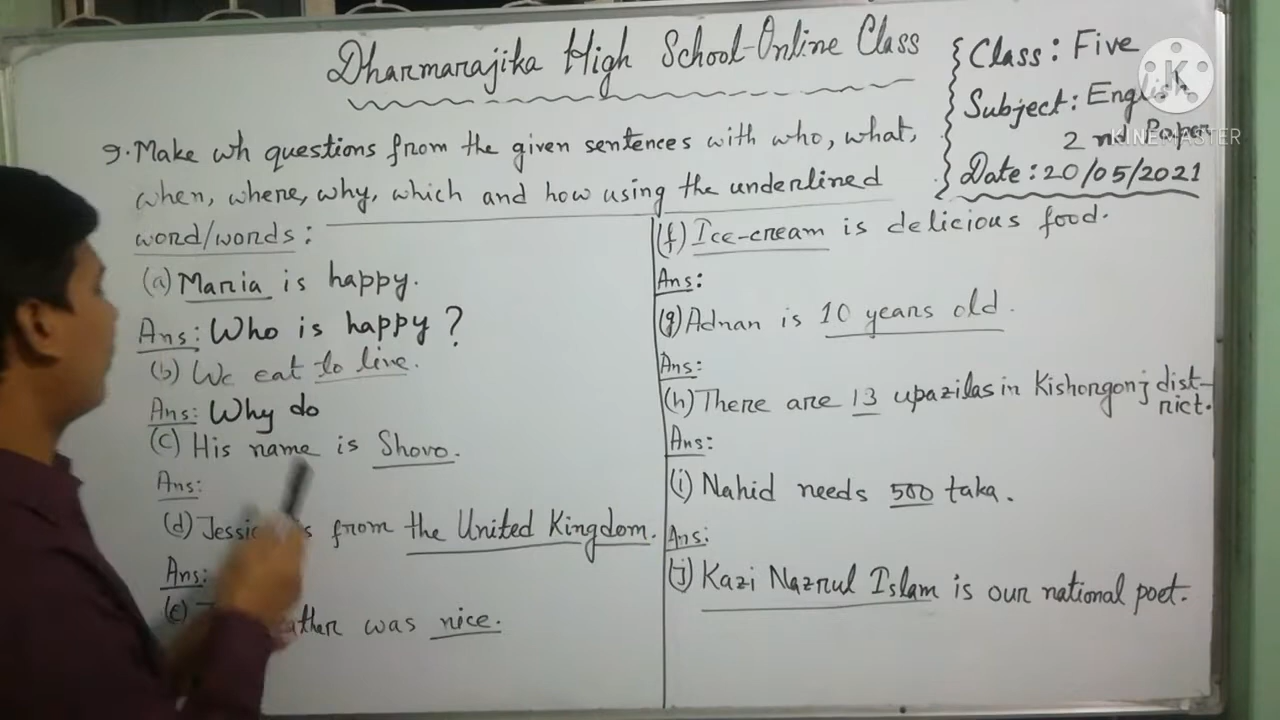 Dharmarajika High School-Online Class
Class: Five
Subject: English
2nd Paper
Date: 20/05/2021
KINEMASTER
9. Make wh questions from the given sentences with who, what,
when, where, why, which and how using the underlined
word/words:
(a) Maria is happy.
Ans: Who is happy?
(b) We eat to live.
Ans: Why do
(c) His name is Shovo.
Ans:
(d) from the United Kingdom.
Ans:
(e) was nice.
(f) Ice-cream is delicious food.
Ans:
(g) Adnan is 10 years old.
Ans:
(h) There are 13 upazilas in Kishorgonj dist-
rict.
Ans:
(i) Nahid needs 500 taka.
Ans:
(j) Kazi Nazrul Islam is our national poet.